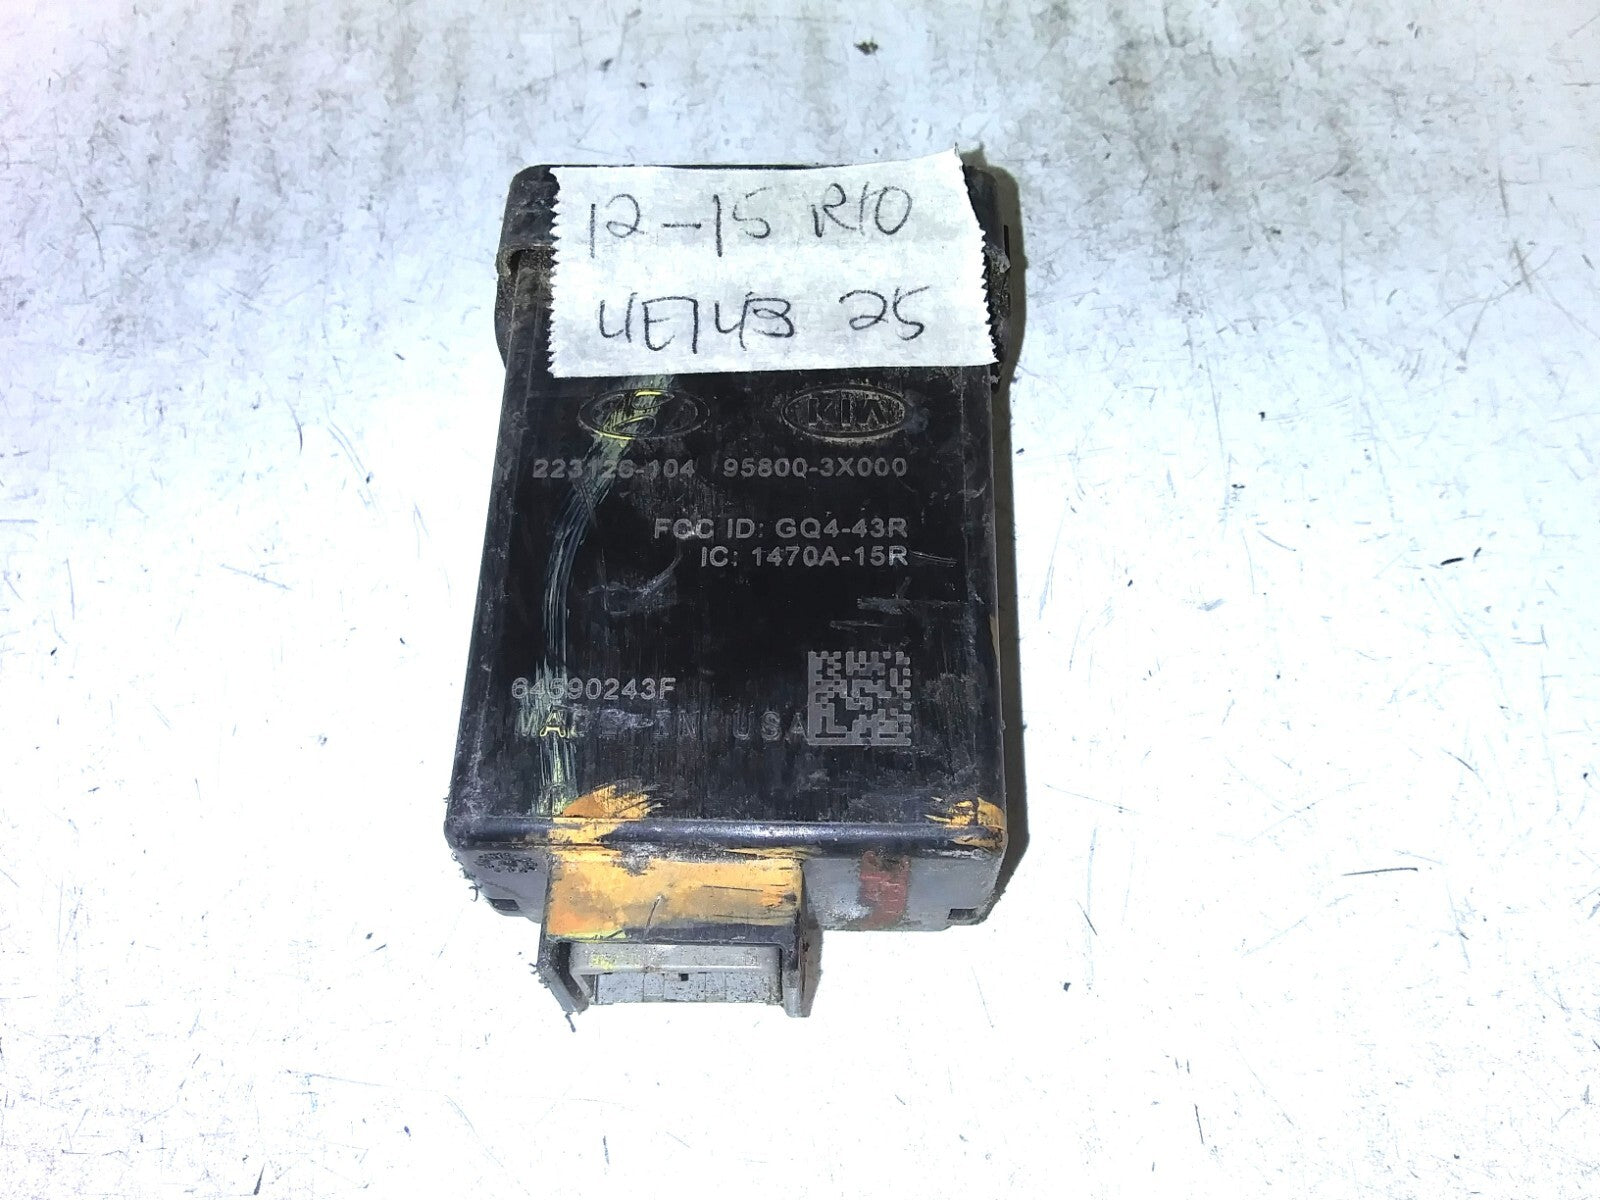 12-15 RIO
4E743 25
KIA
223126-104 95800-3X000
FCC ID: GQ4-43R
IC: 1470A-15R
64590243F
MADE IN USA